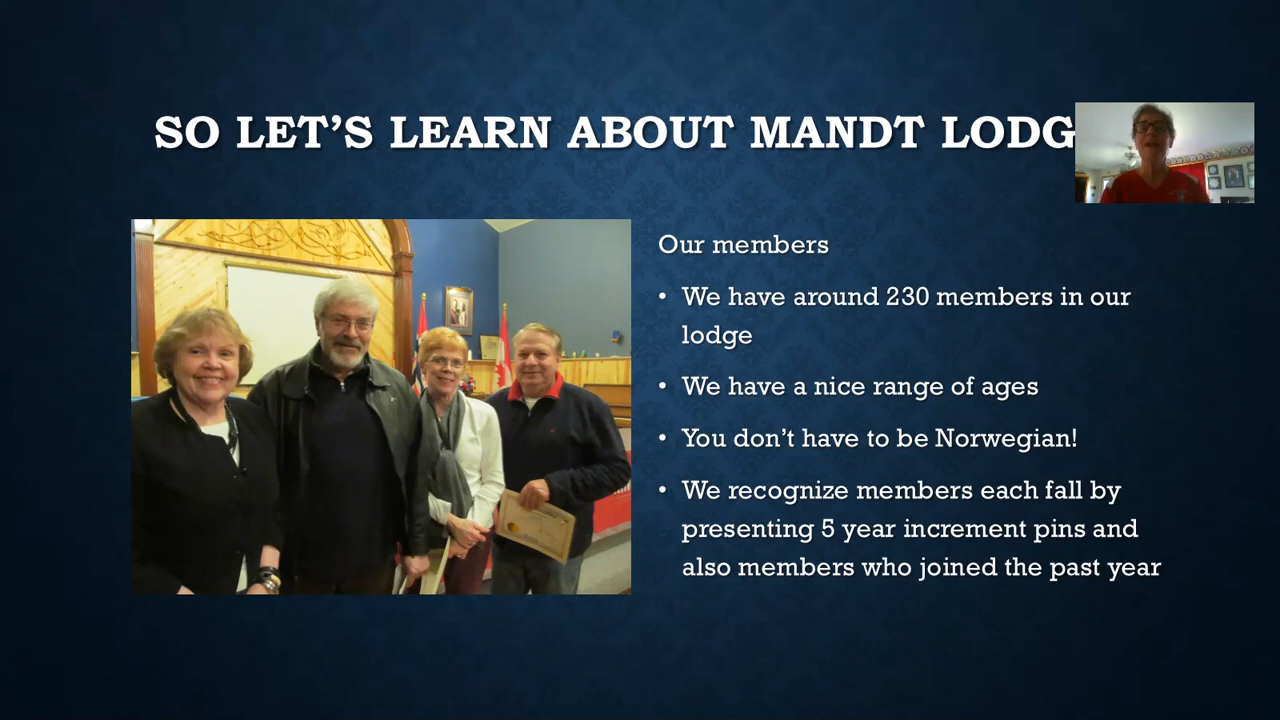 SO LET'S LEARN ABOUT MANDT LODG
Our members
• We have around 230 members in our
lodge
• We have a nice range of ages
• You don't have to be Norwegian!
• We recognize members each fall by
presenting 5 year increment pins and
also members who joined the past year